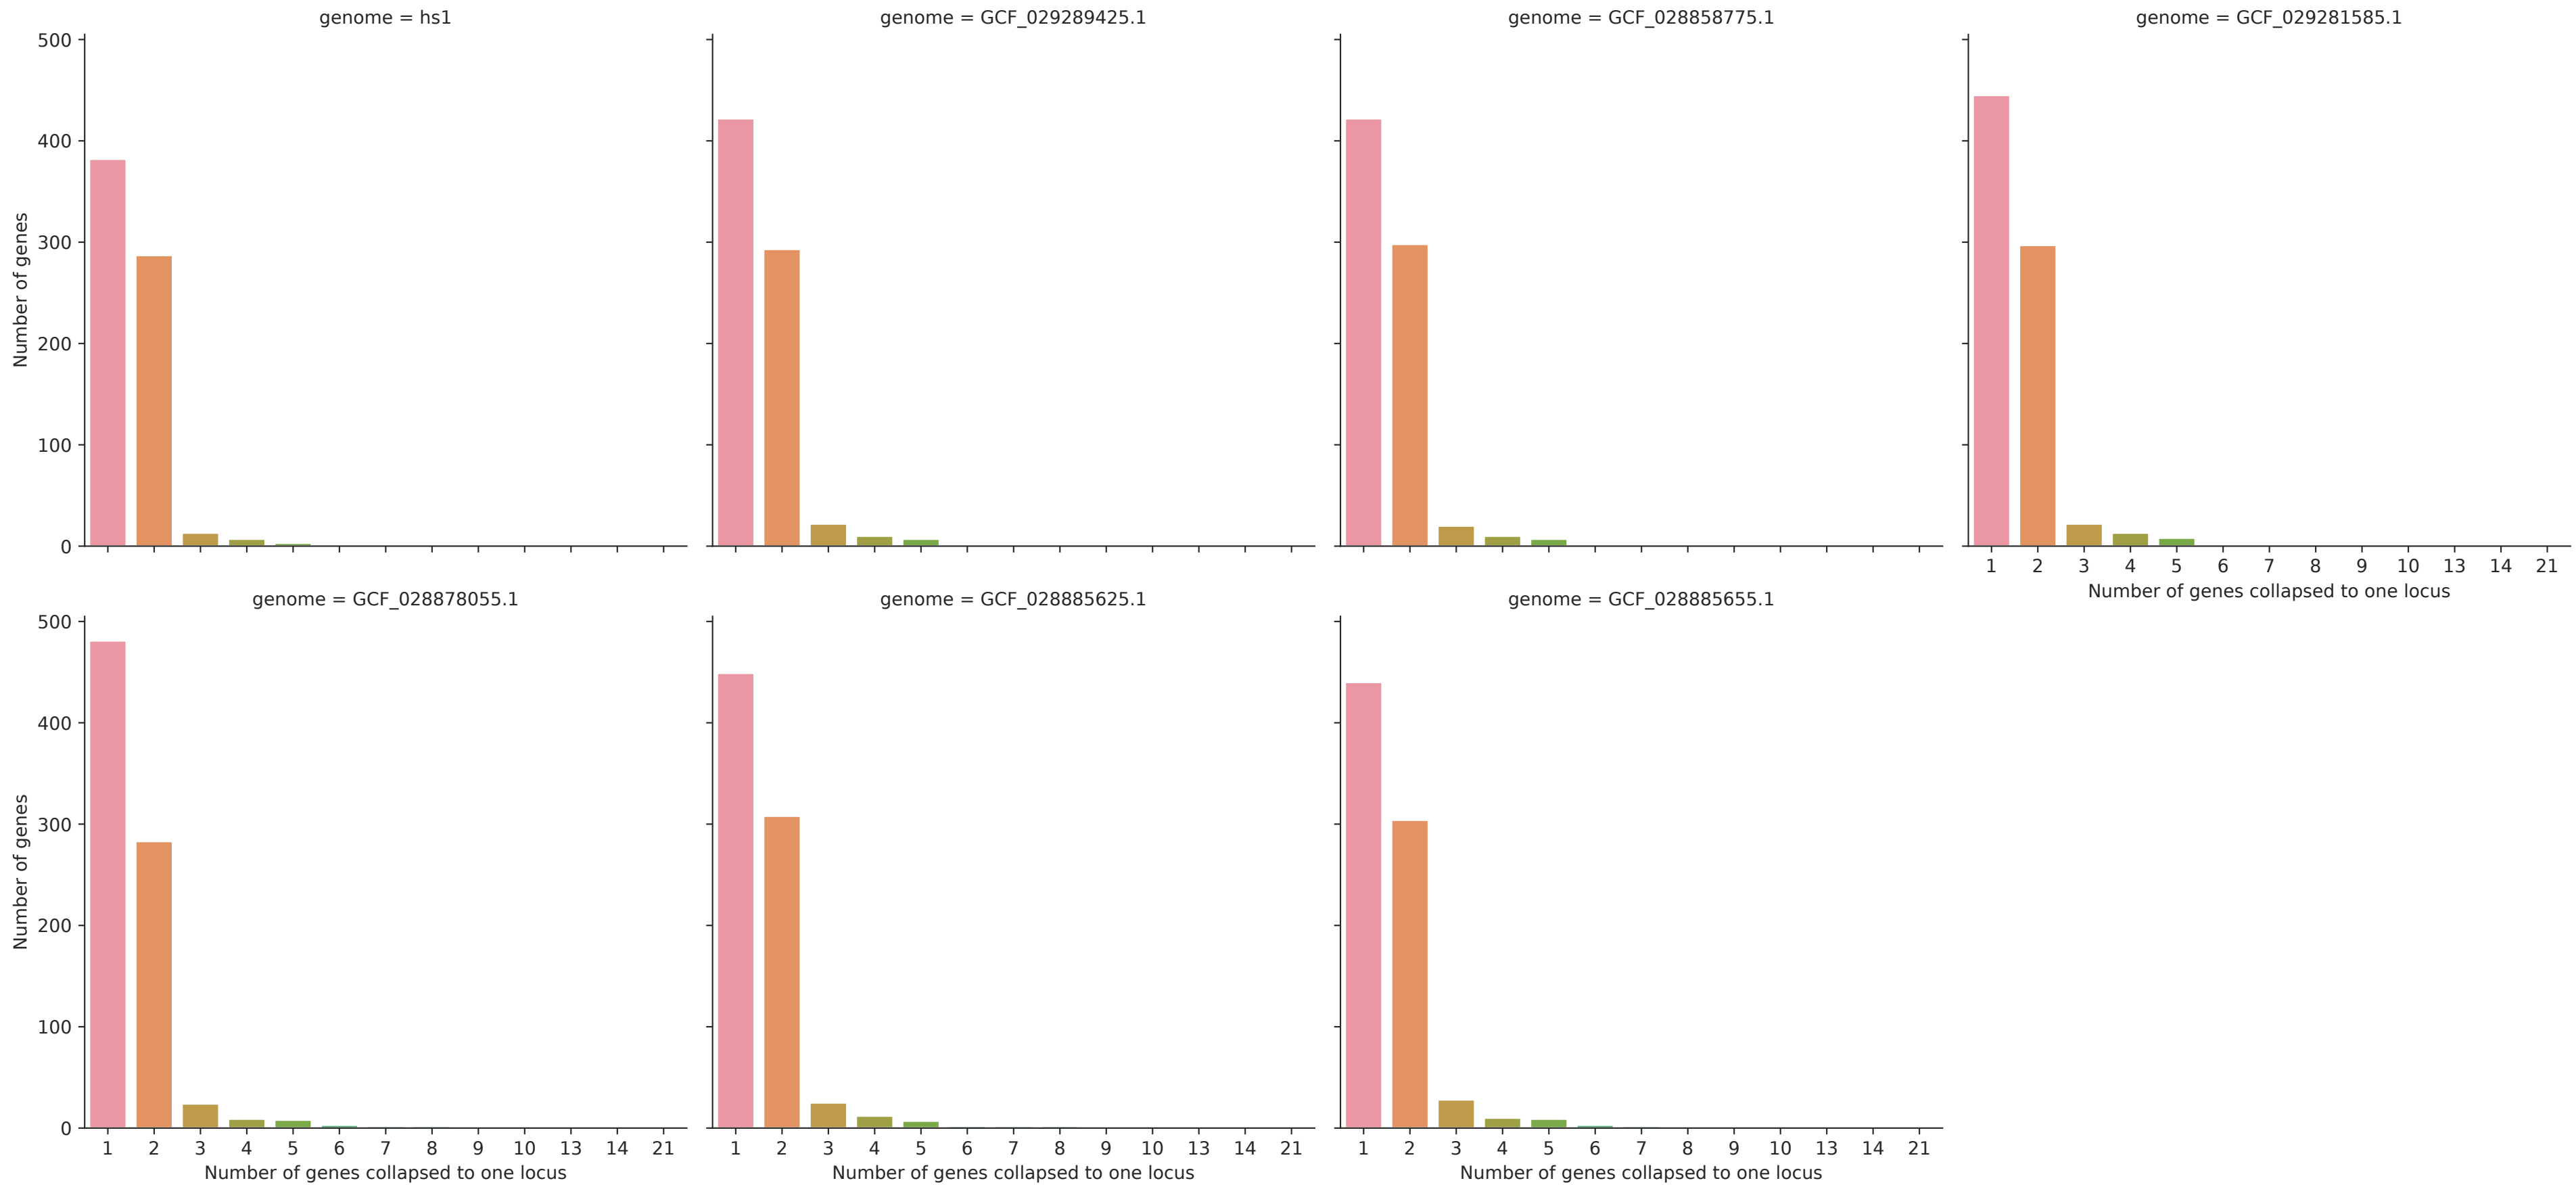 genome = hs1
genome = GCF_029289425.1
genome = GCF_028858775.1
genome = GCF_029281585.1
Number of genes
500
400
300
200
100
0
1 2 3 4 5 6 7 8 9 10 13 14 21
Number of genes collapsed to one locus
genome = GCF_028878055.1
genome = GCF_028885625.1
genome = GCF_028885655.1
Number of genes
500
400
300
200
100
0
1 2 3 4 5 6 7 8 9 10 13 14 21
Number of genes collapsed to one locus
1 2 3 4 5 6 7 8 9 10 13 14 21
Number of genes collapsed to one locus
1 2 3 4 5 6 7 8 9 10 13 14 21
Number of genes collapsed to one locus